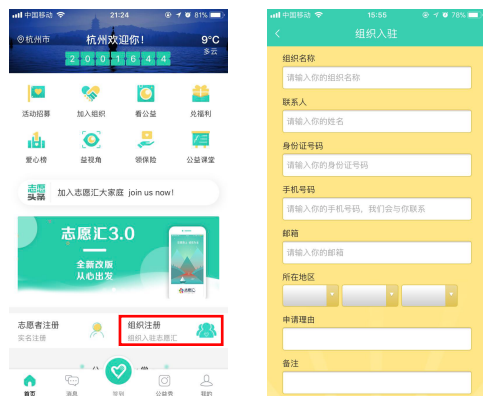 中国移动 21:24 81%
杭州市
杭州欢迎你!
9°C
多云
2 0 0 1 6 4 4
活动招募 加入组织 看公益 兑福利
爱心榜 益视角 领保险 公益课堂
志愿头条
加入志愿汇大家庭 join us now!
志愿汇3.0
全新改版
从心出发
志愿者注册
实名注册
组织注册
组织入驻志愿汇
首页 消息 签到 公益秀 我的
中国移动 15:55 78%
组织入驻
组织名称
请输入你的组织名称
联系人
请输入你的姓名
身份证号码
请输入你的身份证号码
手机号码
请输入你的手机号码，我们会与你联系
邮箱
请输入你的邮箱
所在地区
申请理由
备注